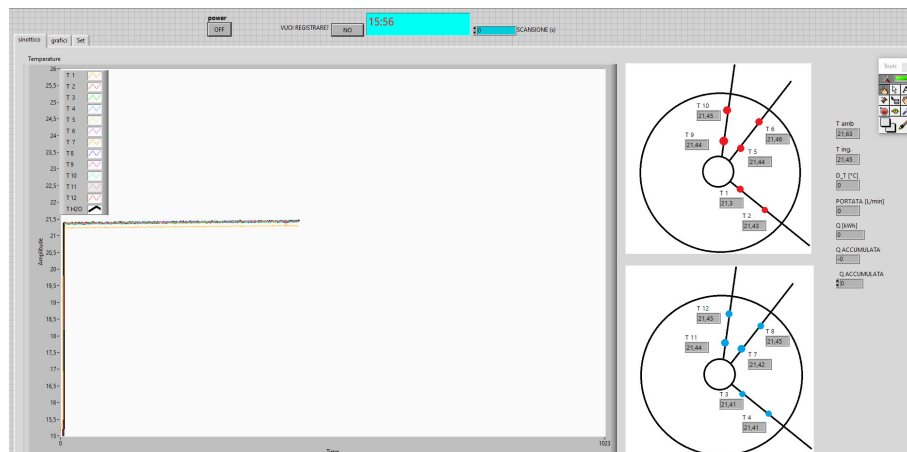 power
OFF
VUOI REGISTRARE?
NO
15:56
0
SCANSIONE (s)
sinottico
grafici
Set
Temperature
T 1
T 2
T 3
T 4
T 5
T 6
T 7
T 8
T 9
T 10
T 11
T 12
T H2O
Amplitude
26-
25,5-
25-
24,5-
24-
23,5-
23-
22,5-
22-
21,5-
21-
20,5-
20-
19,5-
19-
18,5-
18-
17,5-
17-
16,5-
16-
15,5-
15-
0
1023
Time
T 10
21,45
T 9
21,44
T 6
21,46
T 5
21,44
T 1
21,3
T 2
21,43
T 12
21,45
T 11
21,44
T 8
21,45
T 7
21,42
T 3
21,41
T 4
21,41
T amb
21,63
T ing.
21,45
D_T [°C]
0
PORTATA [L/min]
0
Q [kWh]
0
Q ACCUMULATA
-0
Q ACCUMULATA
0
Tools
A